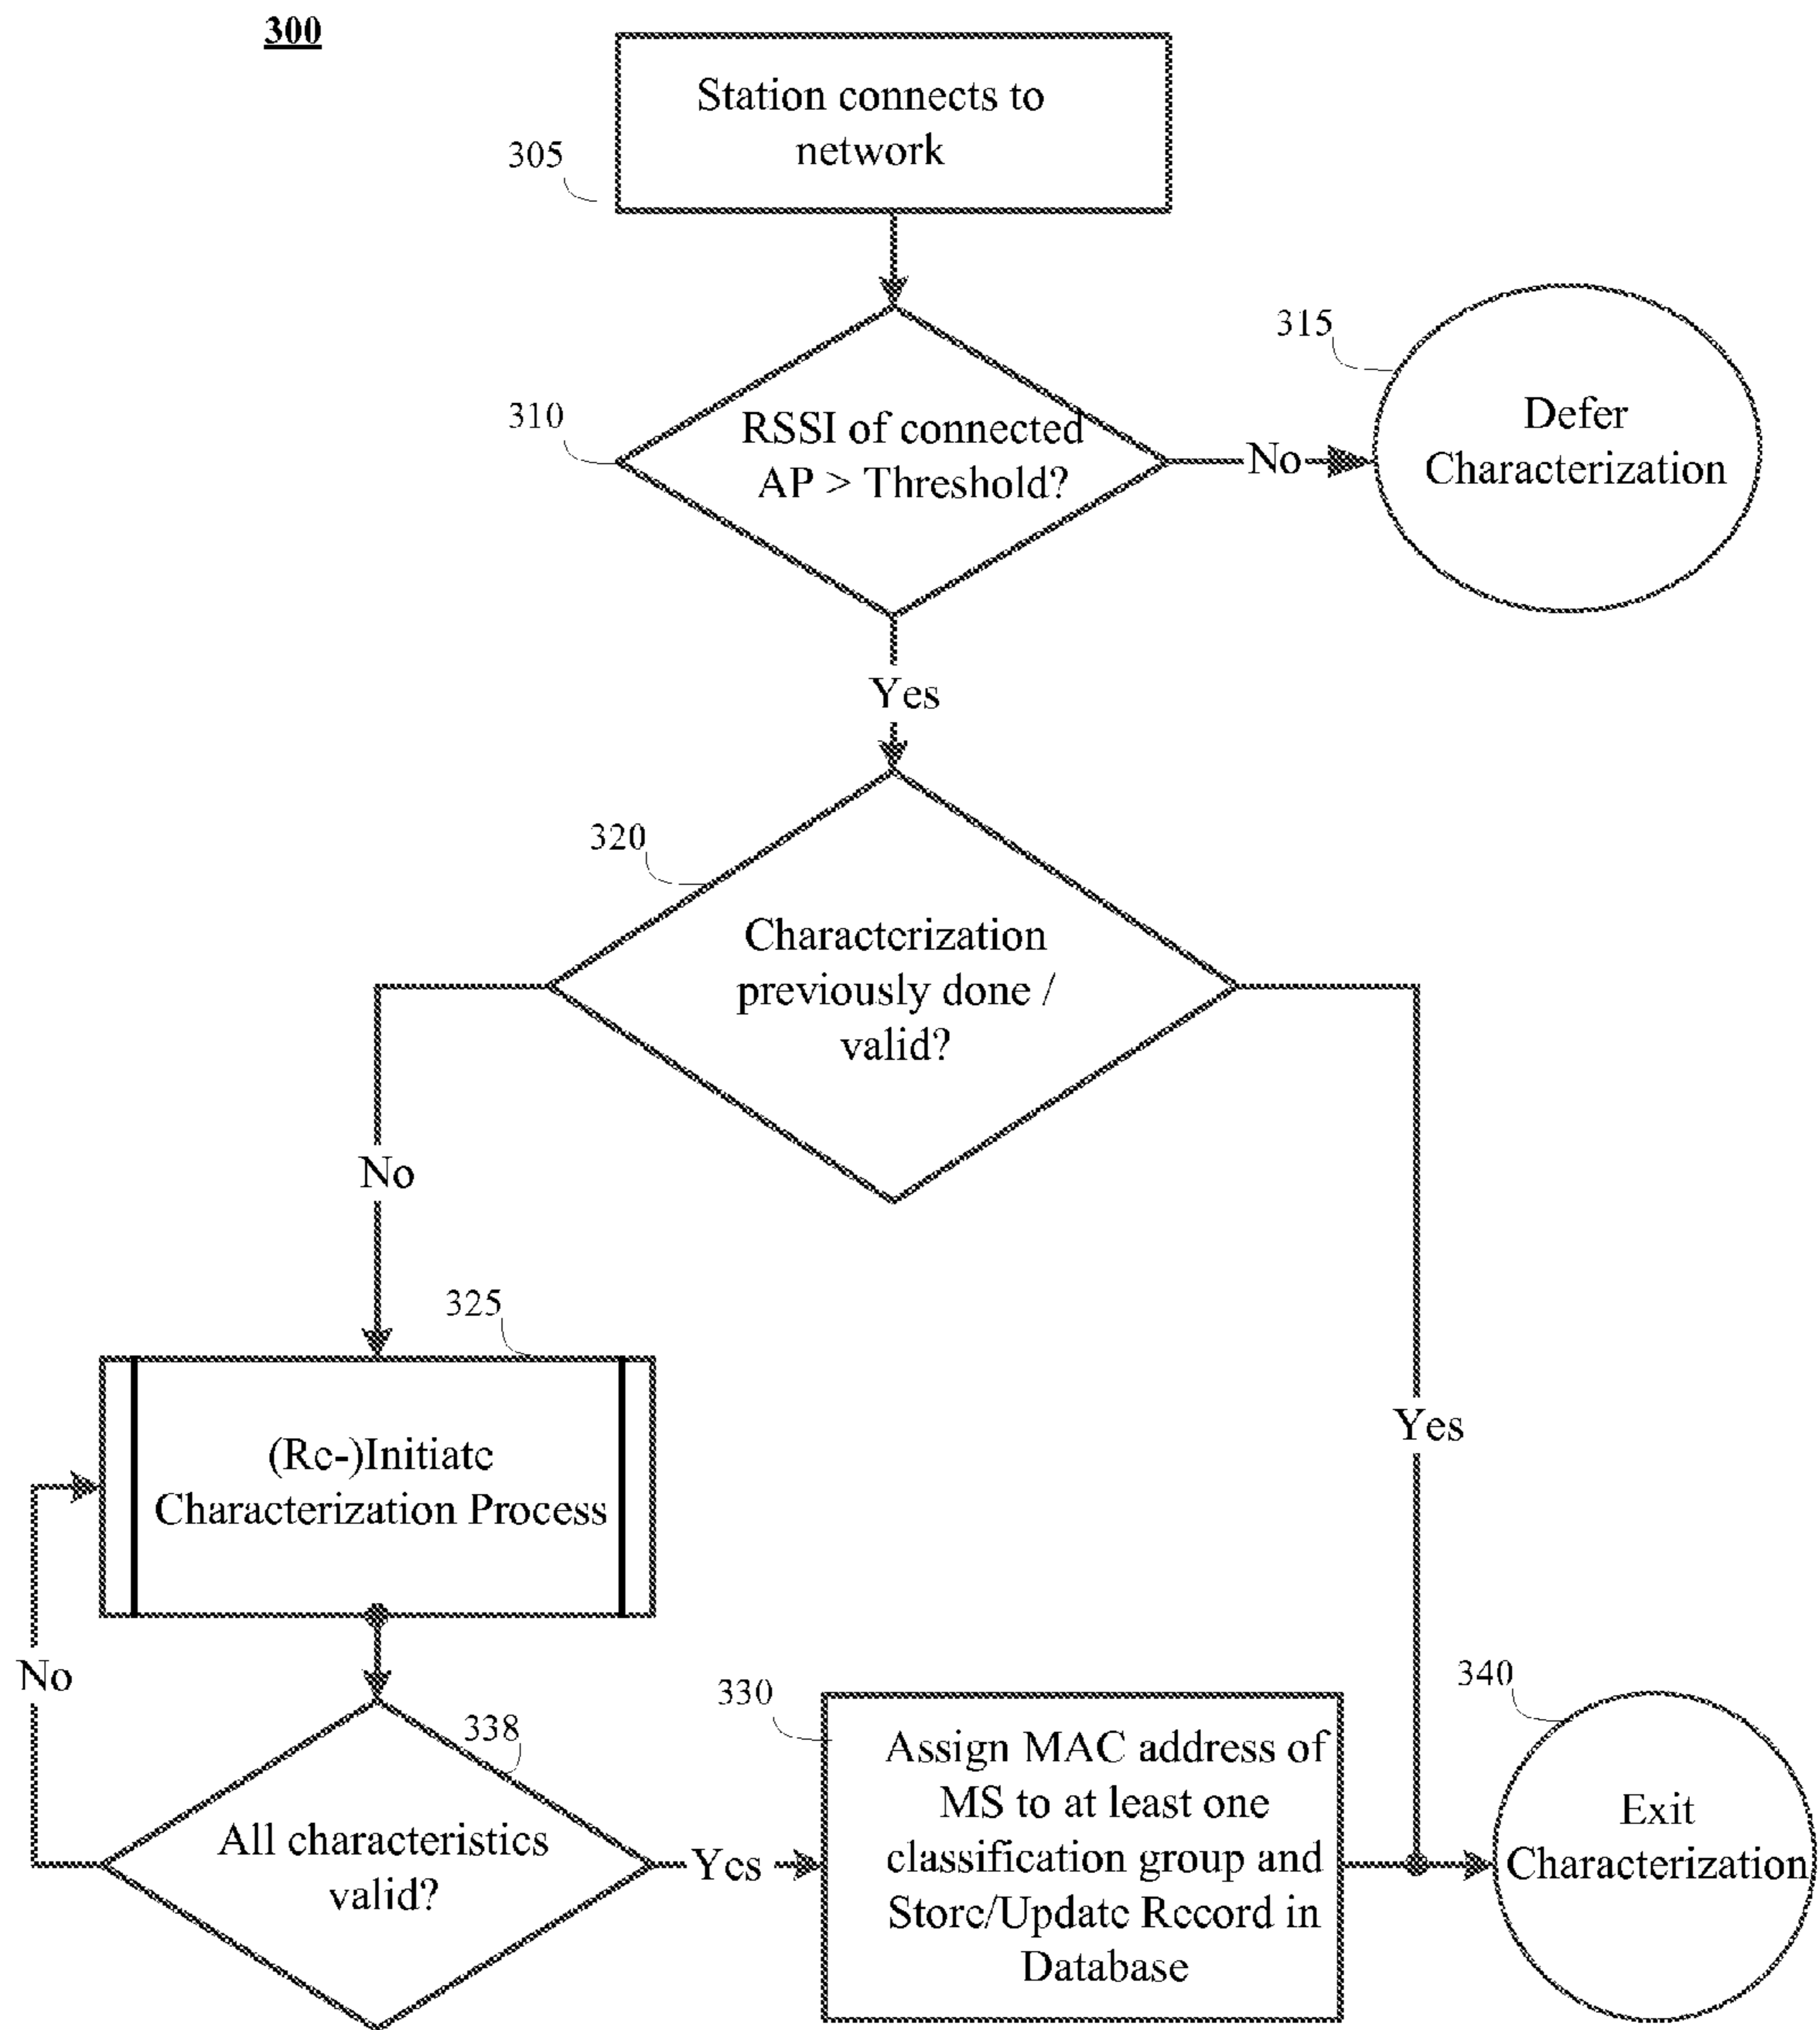 300
Station connects to
network
305
RSSI of connected
AP > Threshold?
310
No
315
Defer
Characterization
Yes
320
Characterization
previously done /
valid?
No
Yes
325
(Re-)Initiate
Characterization Process
No
338
All characteristics
valid?
Yes
330
Assign MAC address of
MS to at least one
classification group and
Store/Update Record in
Database
340
Exit
Characterization